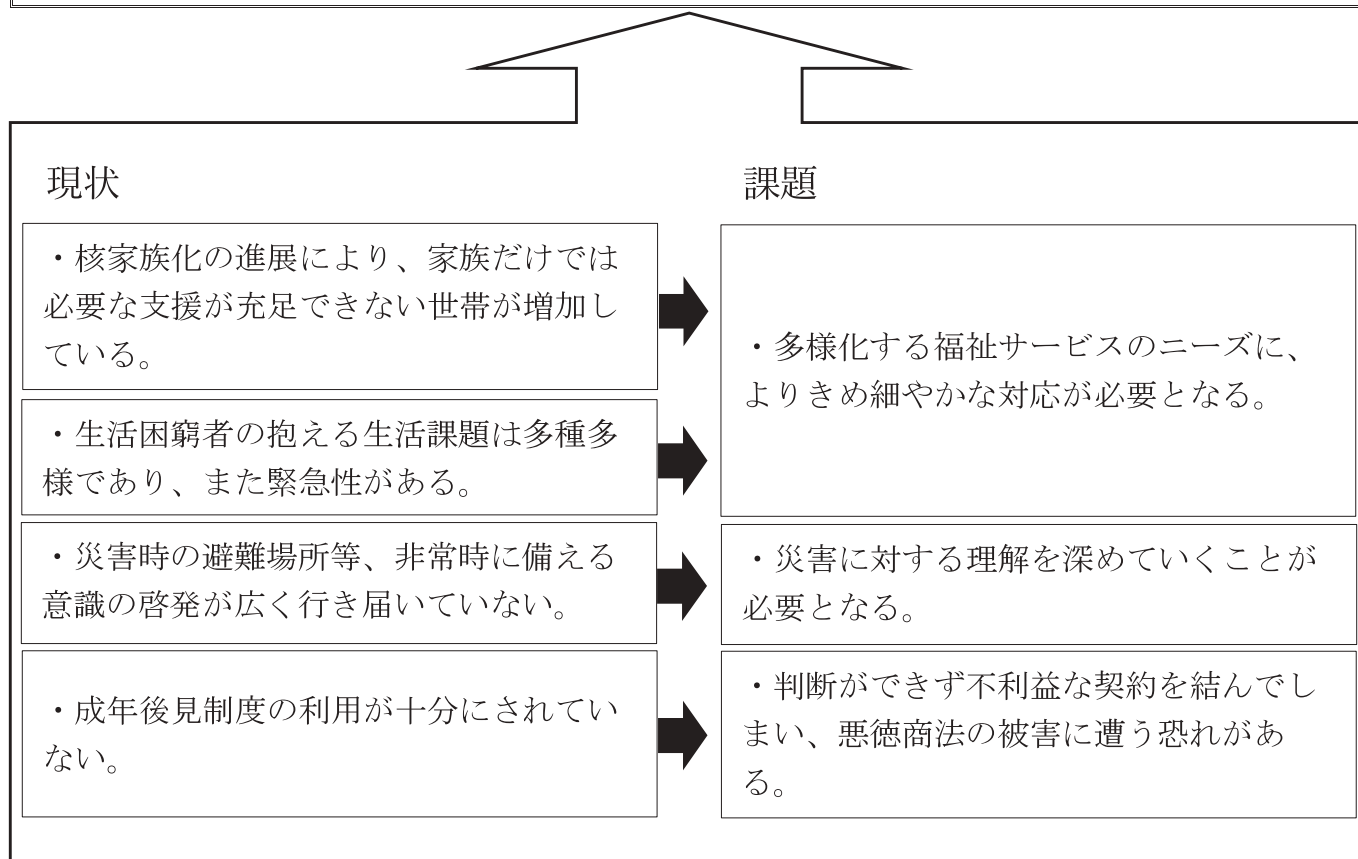 現状
課題
・核家族化の進展により、家族だけでは
必要な支援が充足できない世帯が増加し
ている。
・生活困窮者の抱える生活課題は多種多
様であり、また緊急性がある。
・多様化する福祉サービスのニーズに、
よりきめ細やかな対応が必要となる。
・災害時の避難場所等、非常時に備える
意識の啓発が広く行き届いていない。
・災害に対する理解を深めていくことが
必要となる。
・成年後見制度の利用が十分にされてい
ない。
・判断ができず不利益な契約を結んでし
まい、悪徳商法の被害に遭う恐れがあ
る。